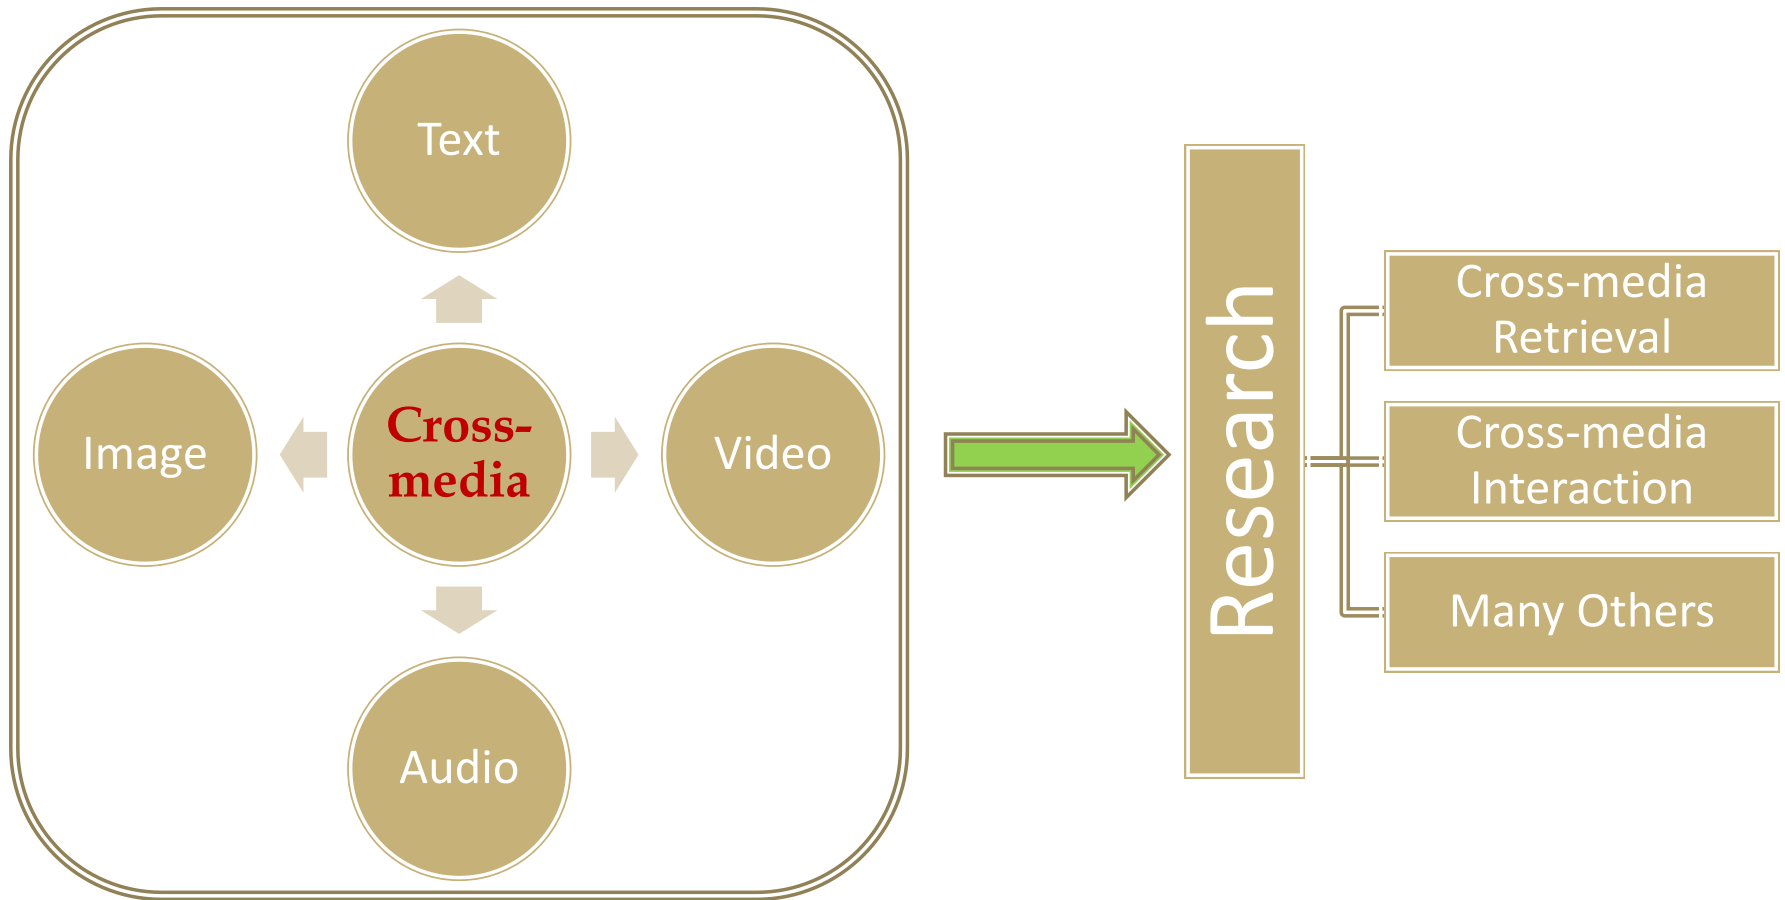 Text
Image
Cross-
media
Video
Audio
Research
Cross-media
Retrieval
Cross-media
Interaction
Many Others